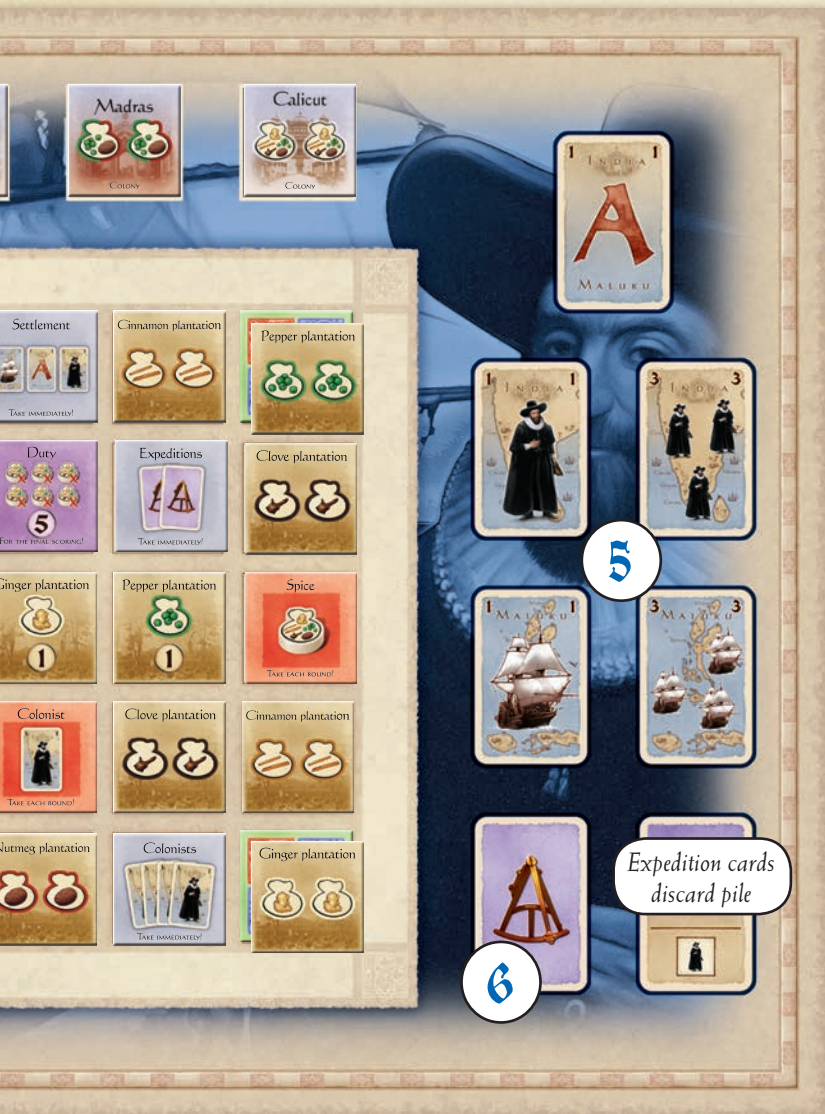 Madras
COLONY
Calicut
COLONY
1 INDIA 1
A
MALUKU
Settlement
A
TAKE IMMEDIATELY!
Cinnamon plantation
Pepper plantation
1 INDIA 1
3 INDIA 3
Duty
5
FOR THE FINAL SCORING!
Expeditions
TAKE IMMEDIATELY!
Clove plantation
5
Ginger plantation
1
Pepper plantation
1
Spice
TAKE EACH ROUND!
1 MALUKU 1
3 MALUKU 3
Colonist
TAKE EACH ROUND!
Clove plantation
Cinnamon plantation
Nutmeg plantation
Colonists
TAKE IMMEDIATELY!
Ginger plantation
Expedition cards
discard pile
6